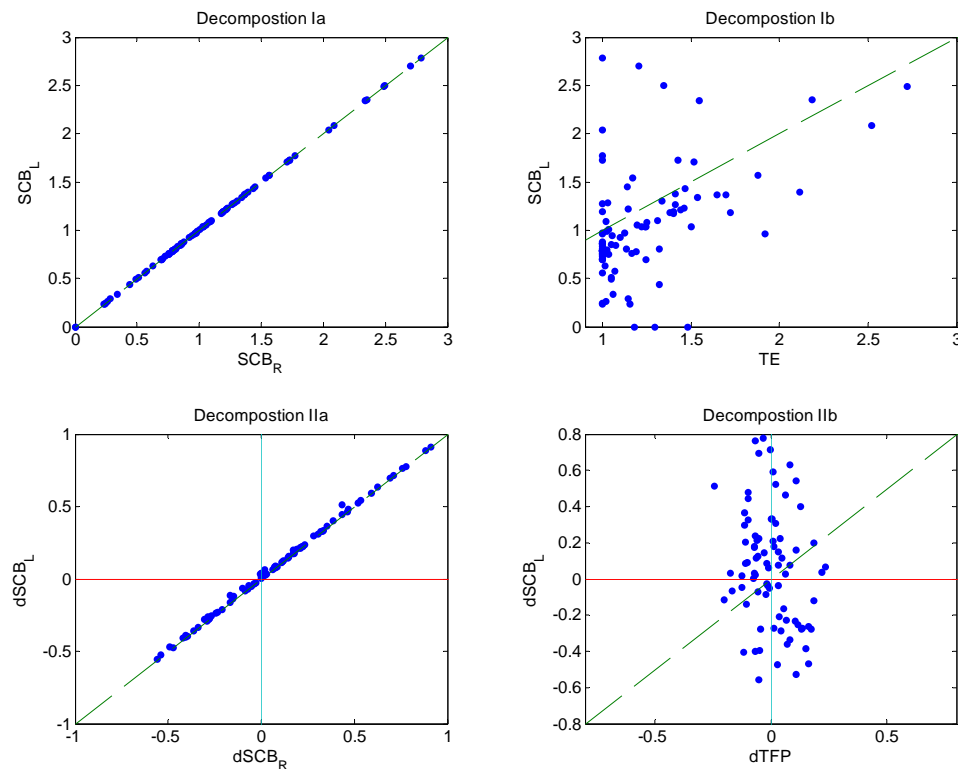 Decompostion Ia
3
2.5
2
1.5
1
0.5
0
0 0.5 1 1.5 2 2.5 3
SCB_L
SCB_R
Decompostion Ib
3
2.5
2
1.5
1
0.5
0
1 1.5 2 2.5 3
SCB_L
TE
Decompostion IIa
1
0.5
0
-0.5
-1
-1 -0.5 0 0.5 1
dSCB_L
dSCB_R
Decompostion IIb
0.8
0.6
0.4
0.2
0
-0.2
-0.4
-0.6
-0.8
-0.5 0 0.5
dSCB_L
dTFP